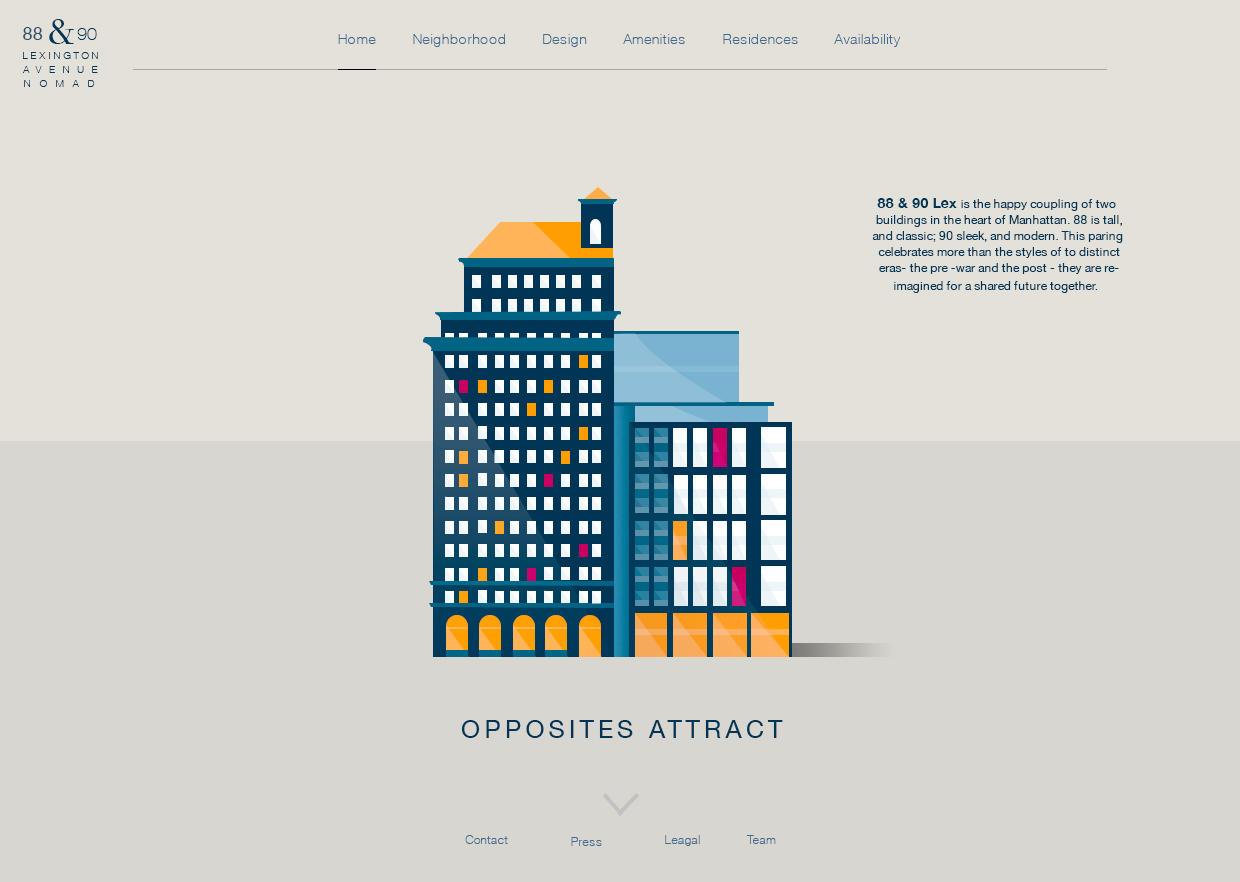 88 & 90
LEXINGTON
AVENUE
NOMAD
Home Neighborhood Design Amenities Residences Availability
88 & 90 Lex is the happy coupling of two
buildings in the heart of Manhattan. 88 is tall,
and classic; 90 sleek, and modern. This paring
celebrates more than the styles of to distinct
eras- the pre -war and the post - they are re-
imagined for a shared future together.
OPPOSITES ATTRACT
Contact Press Leagal Team